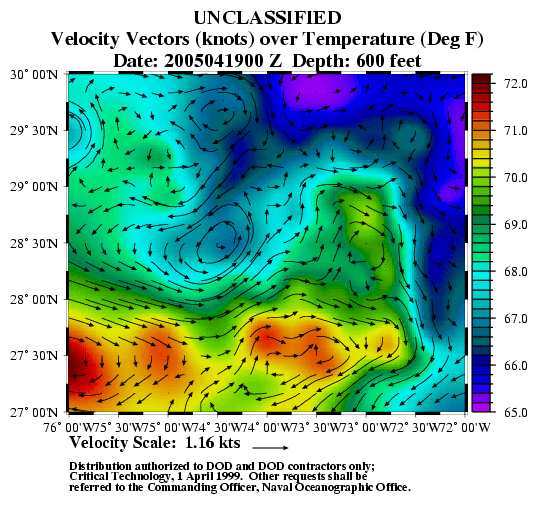 UNCLASSIFIED
Velocity Vectors (knots) over Temperature (Deg F)
Date: 2005041900 Z Depth: 600 feet
30° 00'N
29° 30'N
29° 00'N
28° 30'N
28° 00'N
27° 30'N
27° 00'N
72.0
71.0
70.0
69.0
68.0
67.0
66.0
65.0
76° 00'W75° 30'W75° 00'W74° 30'W74° 00'W73° 30'W73° 00'W72° 30'W72° 00'W
Velocity Scale: 1.16 kts
Distribution authorized to DOD and DOD contractors only;
Critical Technology, 1 April 1999. Other requests shall be
referred to the Commanding Officer, Naval Oceanographic Office.